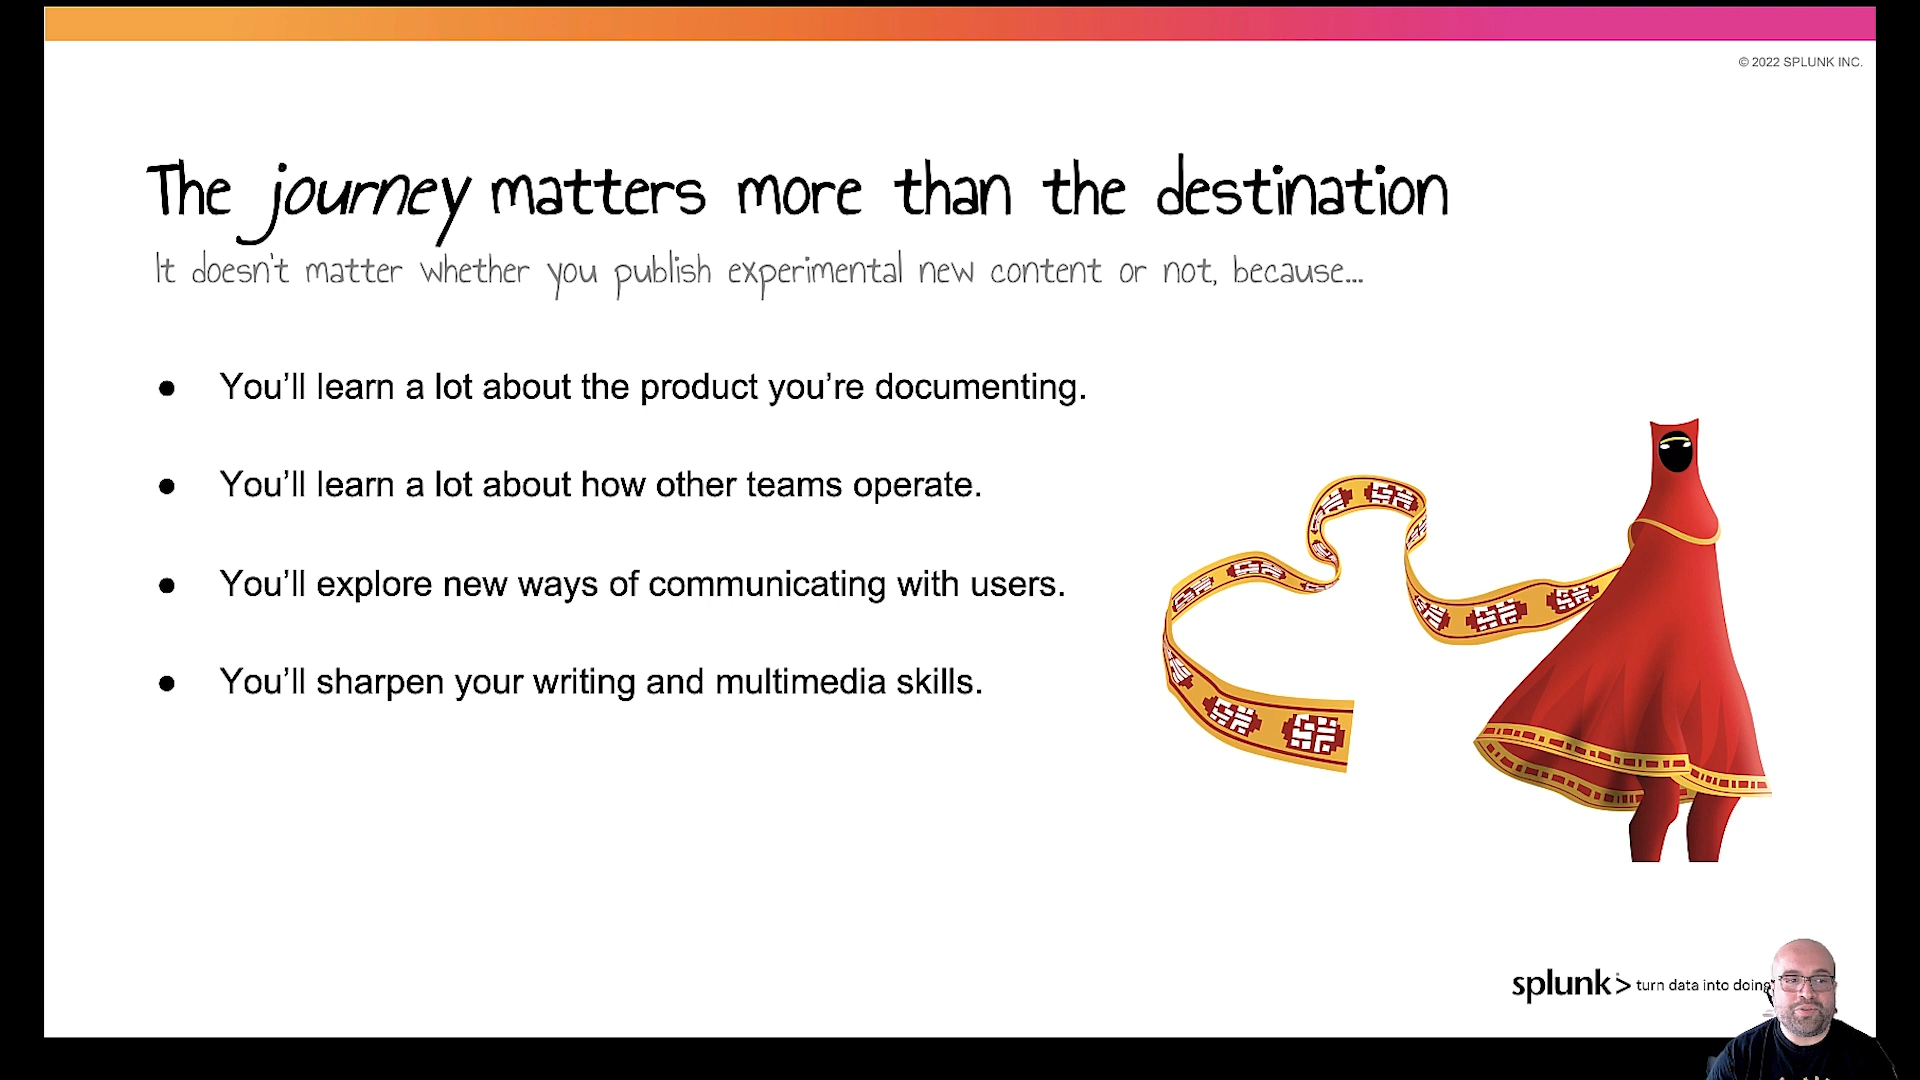 © 2022 SPLUNK INC.
The journey matters more than the destination
It doesn't matter whether you publish experimental new content or not, because...
● You’ll learn a lot about the product you’re documenting.
● You’ll learn a lot about how other teams operate.
● You’ll explore new ways of communicating with users.
● You’ll sharpen your writing and multimedia skills.
splunk> turn data into doing